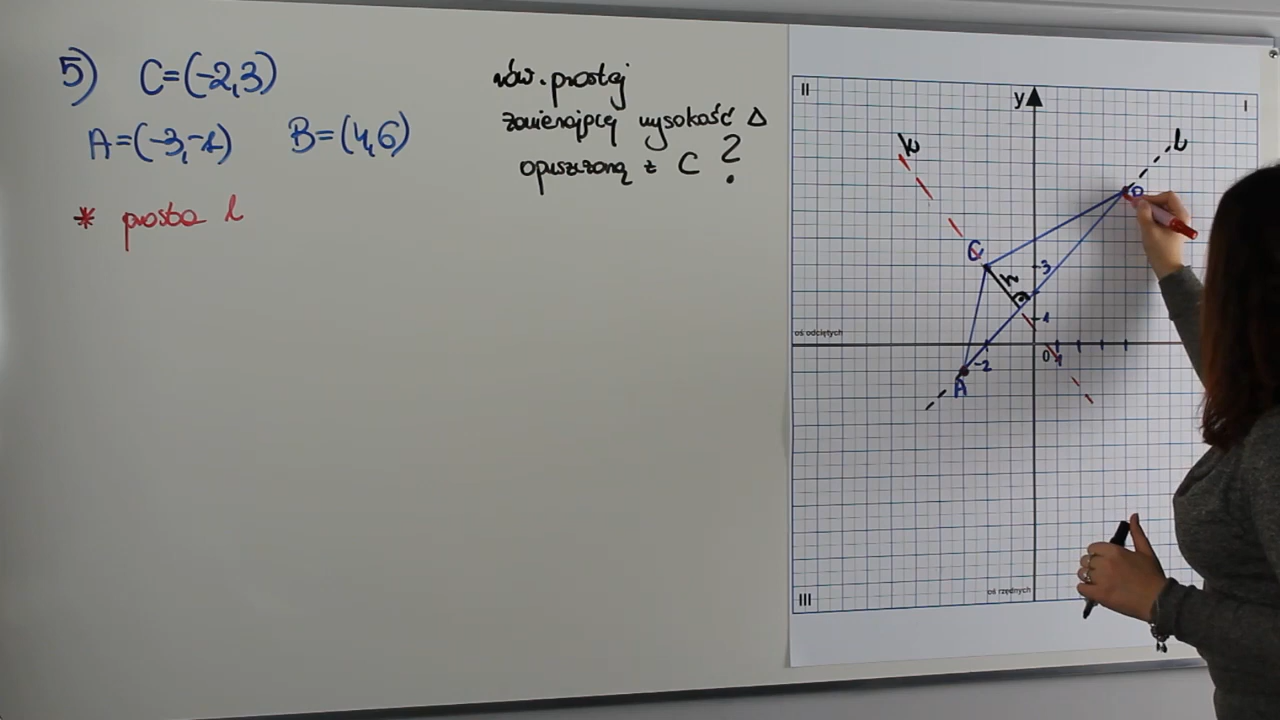 5) C=(-2,3)
A=(-3,-1) B=(4,6)
* prosta l
rów. prostej
zawierającą wysokość Δ
opuszczoną z C ?
II
I
y
k
l
B
C
3
h
1
oś odciętych
0
1
-2
A
III
oś rzędnych